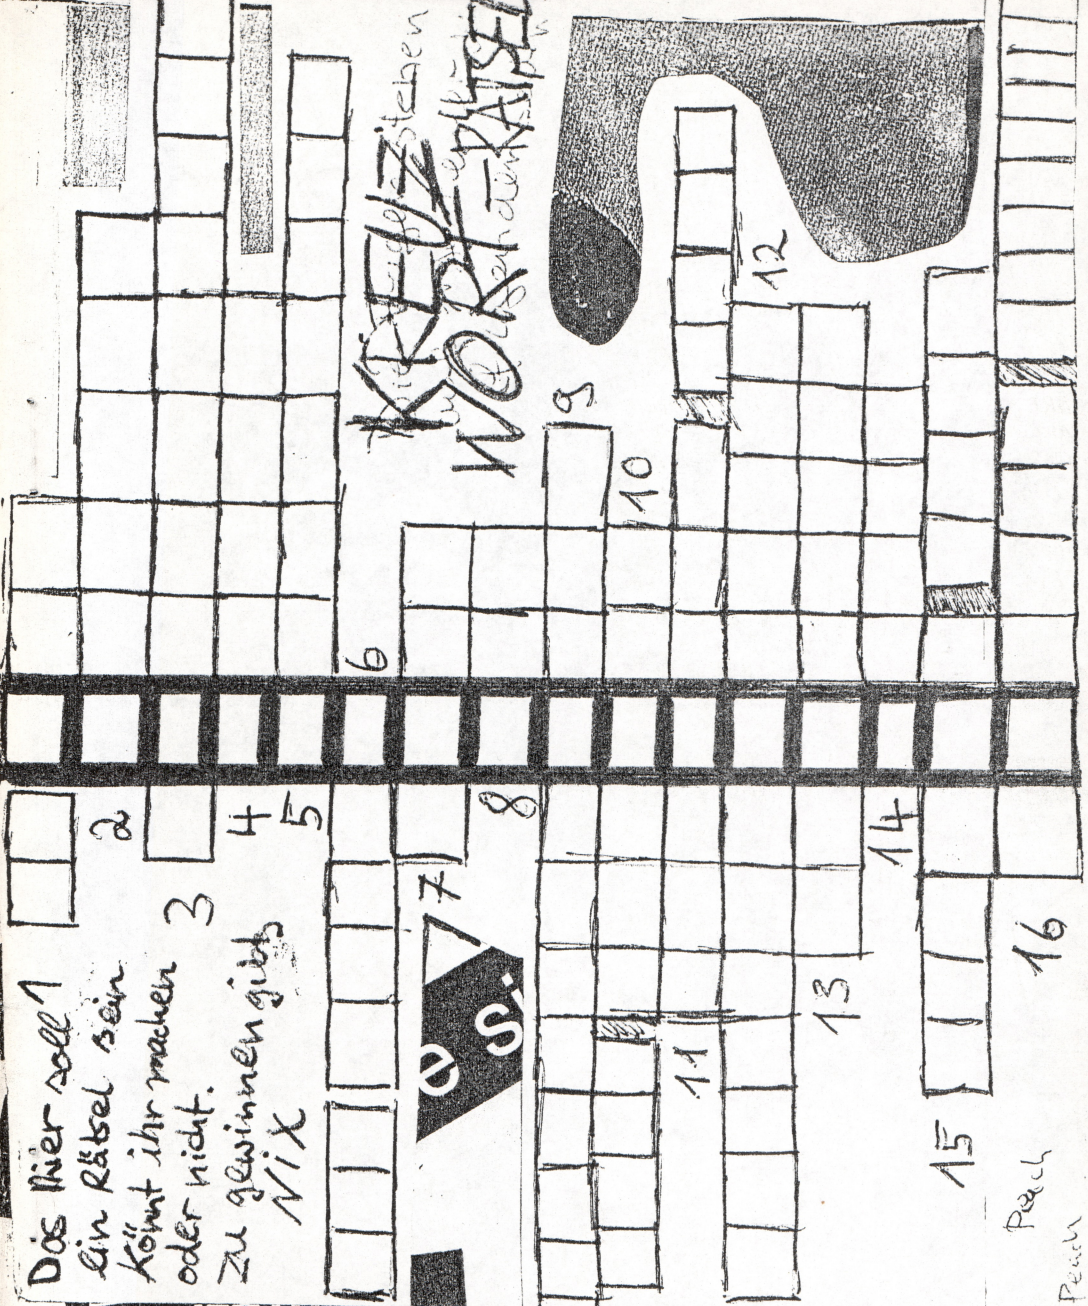 Das hier soll
ein Rätsel sein
könnt ihr machen
oder nicht.
Zu gewinnen gibts
NIX
KREUZ
WORT-RÄTSEL
1
2
3
4
5
6
7
8
9
10
11
12
13
14
15
16
e
s.
Peach
Peach